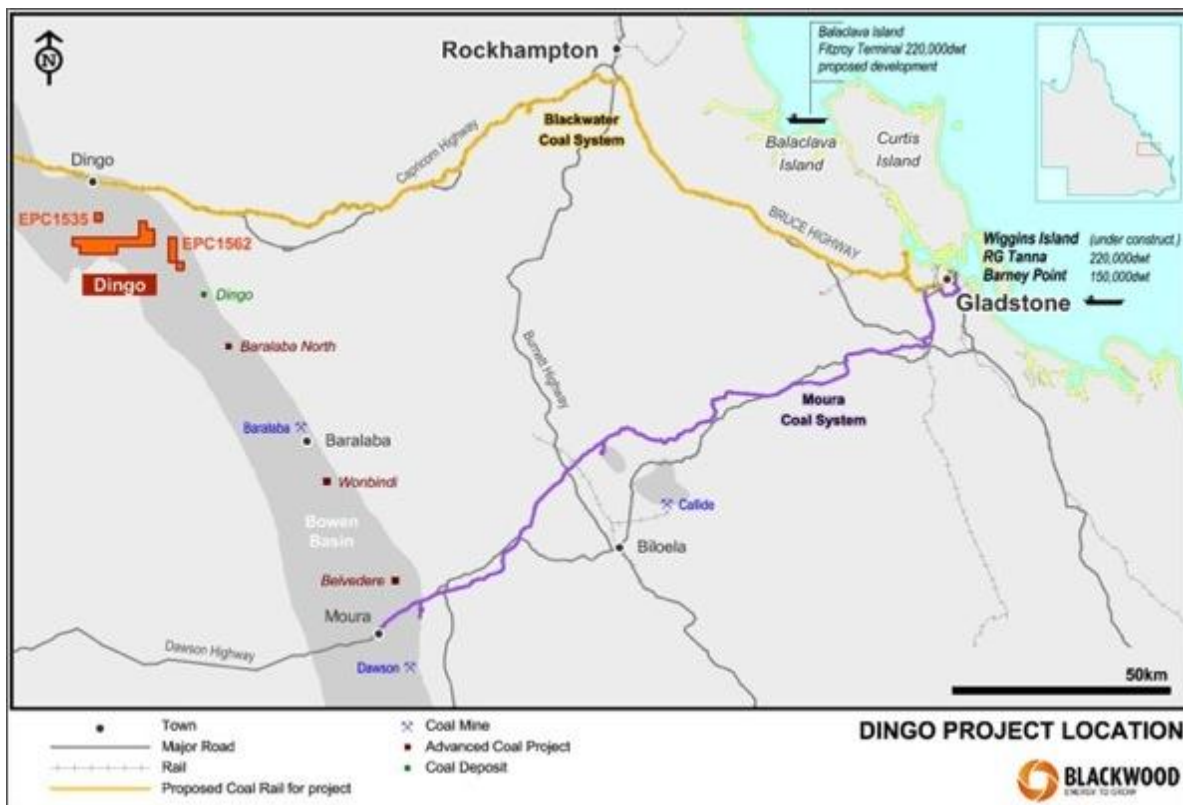 N
Rockhampton
Balaclava Island
Fitzroy Terminal 220,000dwt
proposed development
Blackwater
Coal System
Capricorn Highway
Balaclava
Island
Curtis
Island
Dingo
EPC1535
EPC1562
Dingo
Dingo
BRUCE HIGHWAY
Wiggins Island (under construct.)
RG Tanna 220,000dwt
Barney Point 150,000dwt
Gladstone
Baralaba North
Burnett Highway
Moura
Coal System
Baralaba
Baralaba
Wonbindi
Callide
Bowen
Basin
Biloela
Belvedere
Moura
Dawson Highway
Dawson
50km
Town
Major Road
Rail
Proposed Coal Rail for project
Coal Mine
Advanced Coal Project
Coal Deposit
DINGO PROJECT LOCATION
BLACKWOOD
ENERGY TO GROW